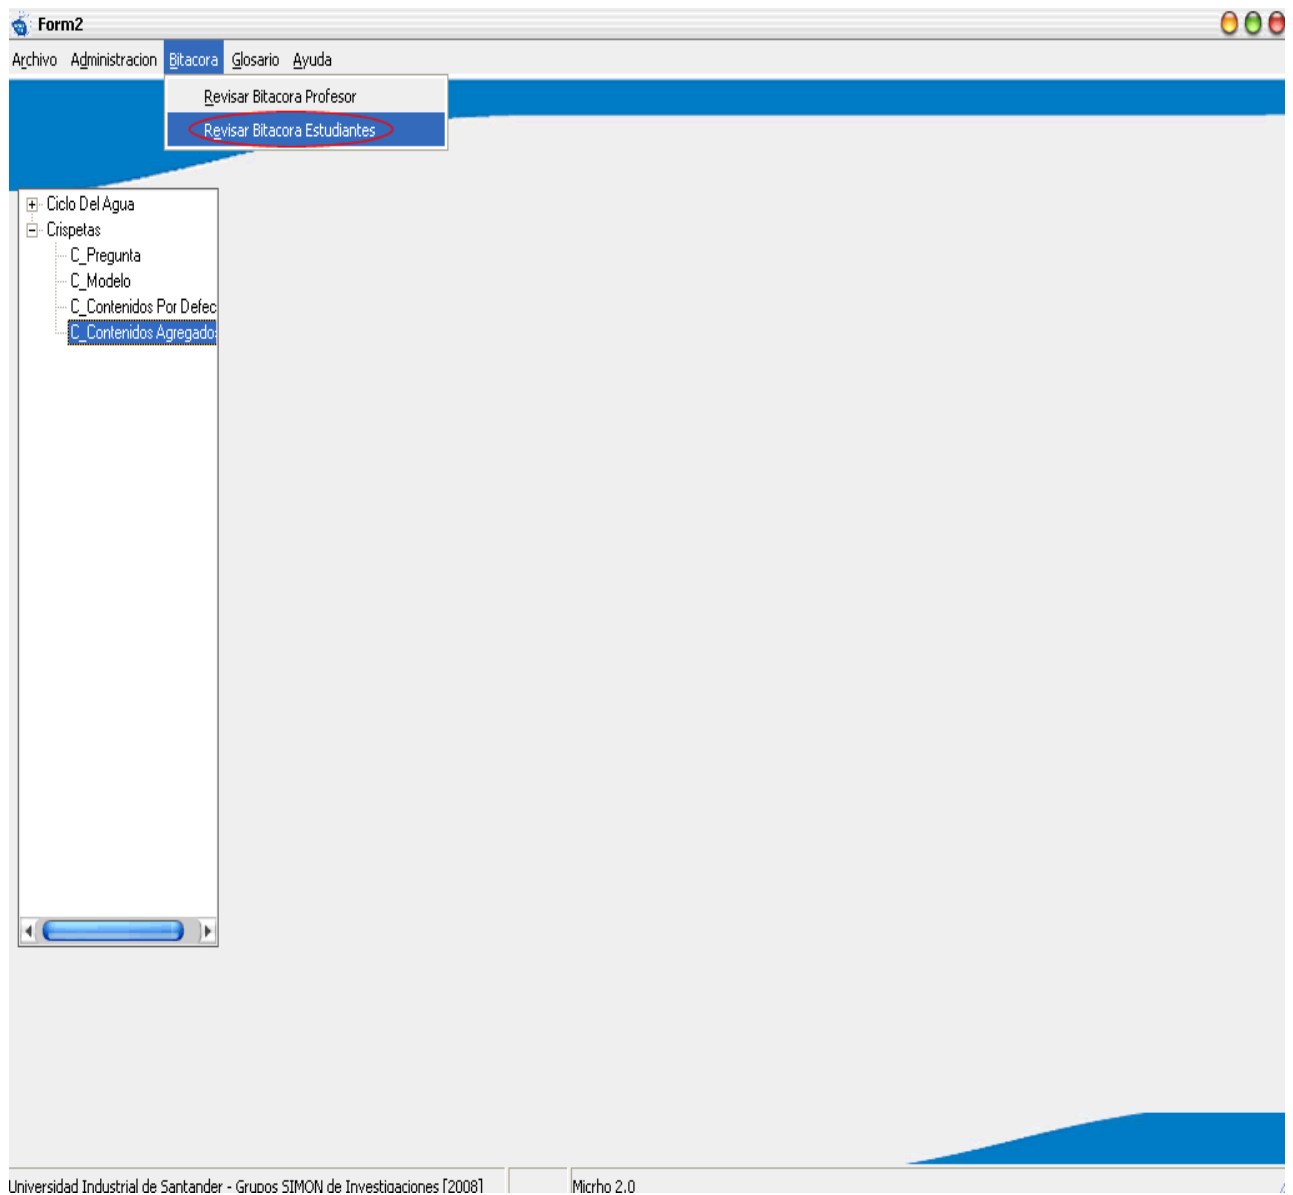 Form2
Archivo Administracion Bitacora Glosario Ayuda
Revisar Bitacora Profesor
Revisar Bitacora Estudiantes
Ciclo Del Agua
Crispetas
C_Pregunta
C_Modelo
C_Contenidos Por Defec
C_Contenidos Agregado
Universidad Industrial de Santander - Grupos SIMON de Investigaciones [2008] Micrho 2.0